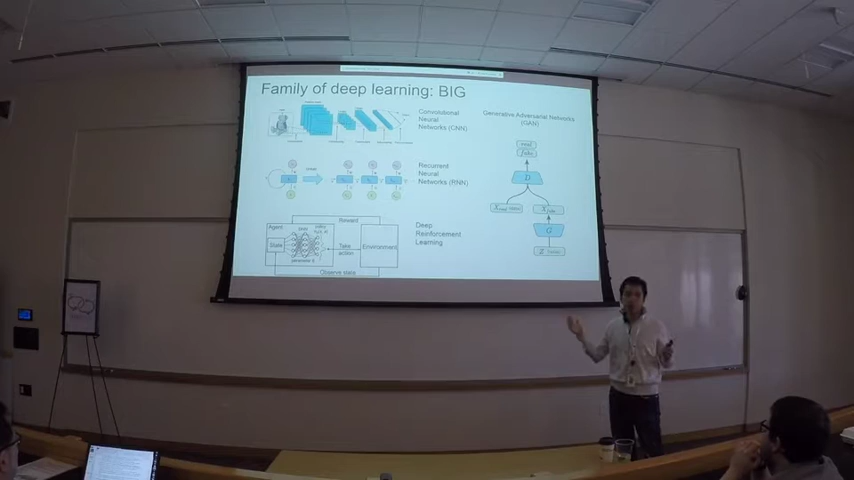 Family of deep learning: BIG
Convolutional
Neural
Networks (CNN)
Generative Adversarial Networks
(GAN)
Recurrent
Neural
Networks (RNN)
D
G
Reward
Agent
State
Take
action
Environment
Observe state
Deep
Reinforcement
Learning